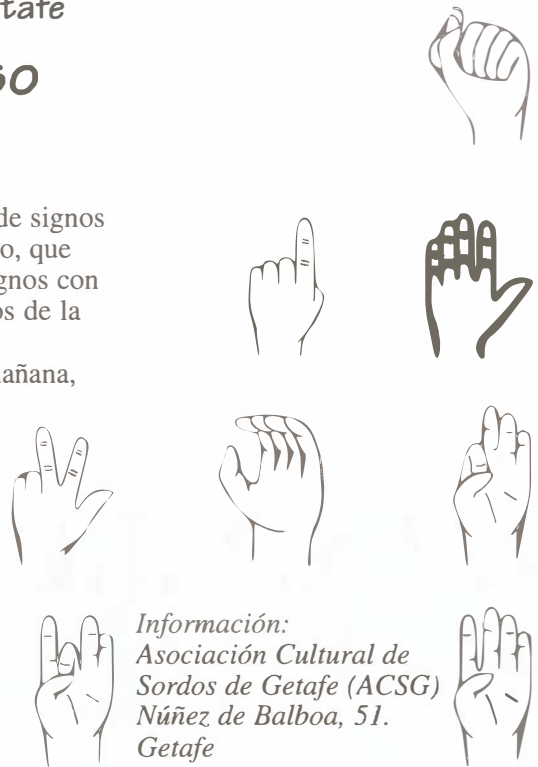 tafe
so
de signos
o, que
gnos con
os de la
añana,
Información:
Asociación Cultural de
Sordos de Getafe (ACSG)
Núñez de Balboa, 51.
Getafe